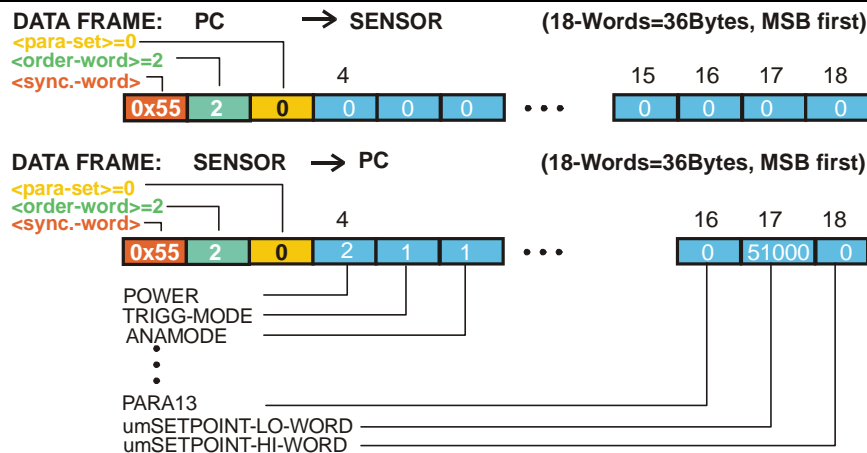 DATA FRAME: PC → SENSOR (18-Words=36Bytes, MSB first)
<para-set>=0
<order-word>=2
<sync.-word>
4 15 16 17 18
0x55 2 0 0 0 0 • • • 0 0 0 0
DATA FRAME: SENSOR → PC (18-Words=36Bytes, MSB first)
<para-set>=0
<order-word>=2
<sync.-word>
4 16 17 18
0x55 2 0 2 1 1 • • • 0 51000 0
POWER
TRIGG-MODE
ANAMODE
PARA13
umSETPOINT-LO-WORD
umSETPOINT-HI-WORD